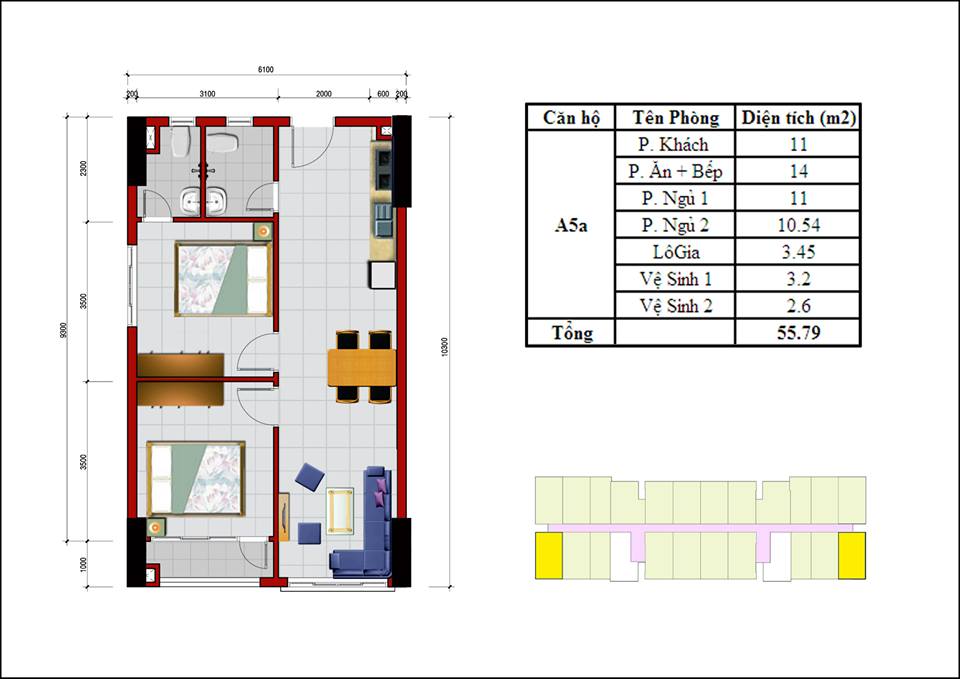 6100
200 3100 2000 600 200
2300
3500
9300
3500
1000
10300
Căn hộ Tên Phòng Diện tích (m2)
P. Khách 11
P. Ăn + Bếp 14
P. Ngủ 1 11
A5a P. Ngủ 2 10.54
LôGia 3.45
Vệ Sinh 1 3.2
Vệ Sinh 2 2.6
Tổng 55.79